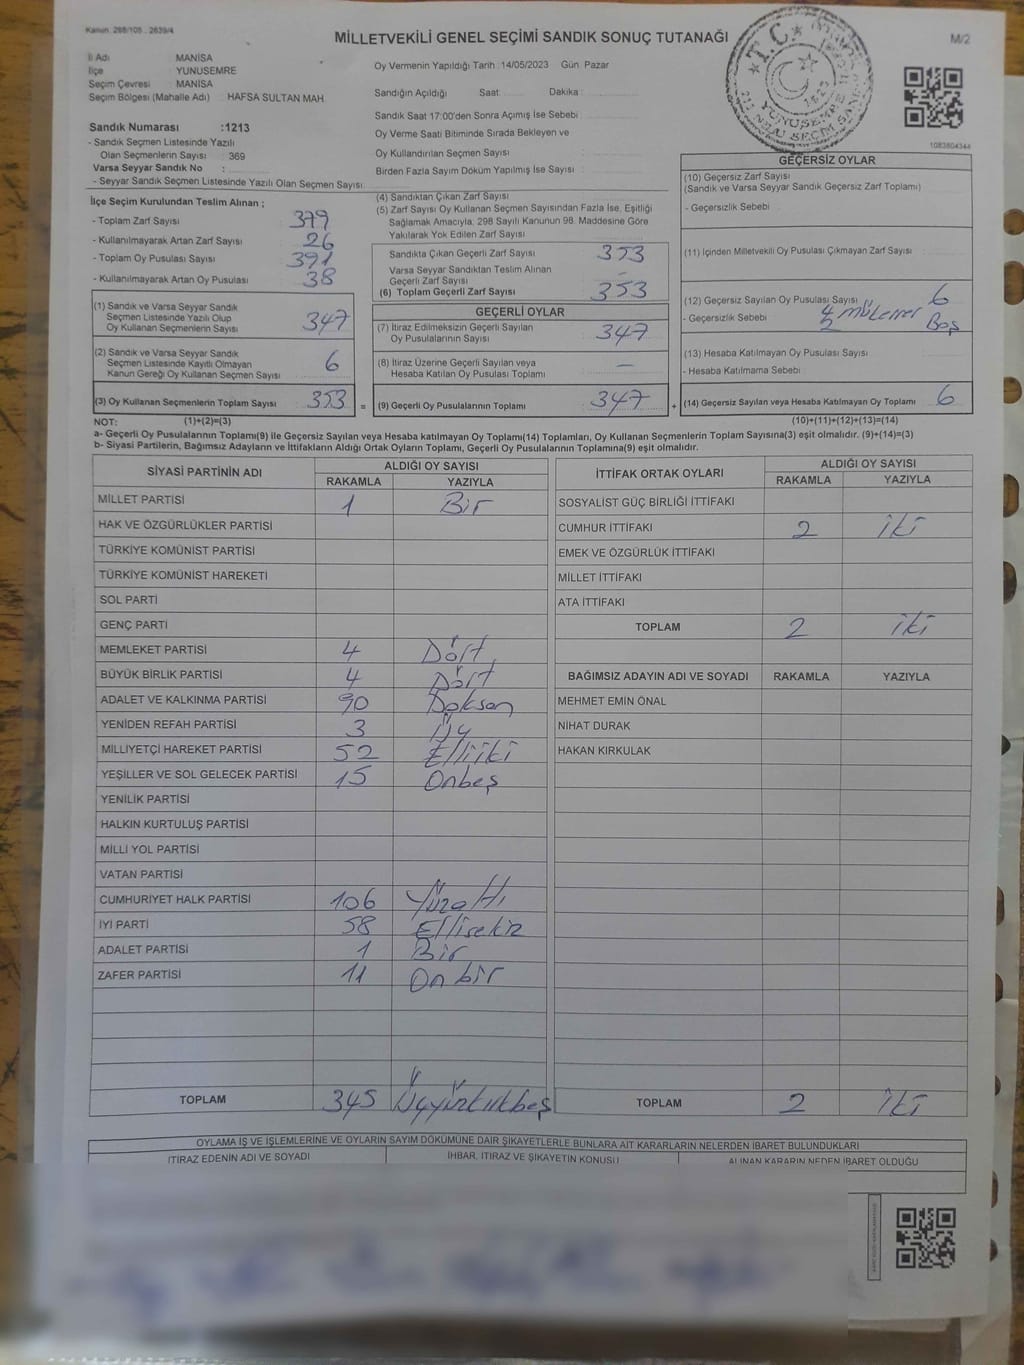 Kanun. 298/105 . 2839/4
MİLLETVEKİLİ GENEL SEÇİMİ SANDIK SONUÇ TUTANAĞI
M/2
İl Adı : MANİSA
İlçe : YUNUSEMRE
Seçim Çevresi : MANİSA
Seçim Bölgesi (Mahalle Adı) : HAFSA SULTAN MAH
Sandık Numarası :1213
- Sandık Seçmen Listesinde Yazılı
Olan Seçmenlerin Sayısı : 369
Varsa Seyyar Sandık No :
- Seyyar Sandık Seçmen Listesinde Yazılı Olan Seçmen Sayısı :
Oy Vermenin Yapıldığı Tarih :14/05/2023 Gün Pazar
Sandığın Açıldığı Saat: Dakika :
Sandık Saat 17:00'den Sonra Açımış İse Sebebi :
Oy Verme Saati Bitiminde Sırada Bekleyen ve
Oy Kullandırılan Seçmen Sayısı :
Birden Fazla Sayım Döküm Yapılmış İse Sayısı :
T.C.
YUNUSEMRE
1083804344
İlçe Seçim Kurulundan Teslim Alınan ;
- Toplam Zarf Sayısı : 379
- Kullanılmayarak Artan Zarf Sayısı : 26
- Toplam Oy Pusulası Sayısı : 391
- Kullanılmayarak Artan Oy Pusulası : 38
(1) Sandık ve Varsa Seyyar Sandık
Seçmen Listesinde Yazılı Olup
Oy Kullanan Seçmenlerin Sayısı : 347
(2) Sandık ve Varsa Seyyar Sandık
Seçmen Listesinde Kayıtlı Olmayan
Kanun Gereği Oy Kullanan Seçmen Sayısı : 6
(3) Oy Kullanan Seçmenlerin Toplam Sayısı : 353 =
(4) Sandıktan Çıkan Zarf Sayısı :
(5) Zarf Sayısı Oy Kullanan Seçmen Sayısından Fazla İse, Eşitliği
Sağlamak Amacıyla; 298 Sayılı Kanunun 98. Maddesine Göre
Yakılarak Yok Edilen Zarf Sayısı :
Sandıkta Çıkan Geçerli Zarf Sayısı : 353
Varsa Seyyar Sandıktan Teslim Alınan
Geçerli Zarf Sayısı : -
(6) Toplam Geçerli Zarf Sayısı : 353
GEÇERLİ OYLAR
(7) İtiraz Edilmeksizin Geçerli Sayılan
Oy Pusulalarının Sayısı : 347
(8) İtiraz Üzerine Geçerli Sayılan veya
Hesaba Katılan Oy Pusulası Toplamı : -
(9) Geçerli Oy Pusulalarının Toplamı : 347 +
GEÇERSİZ OYLAR
(10) Geçersiz Zarf Sayısı :
(Sandık ve Varsa Seyyar Sandık Geçersiz Zarf Toplamı)
- Geçersizlik Sebebi :
(11) İçinden Milletvekili Oy Pusulası Çıkmayan Zarf Sayısı :
(12) Geçersiz Sayılan Oy Pusulası Sayısı : 6
- Geçersizlik Sebebi : 4
2 Boş
(13) Hesaba Katılmayan Oy Pusulası Sayısı :
- Hesaba Katılmama Sebebi :
(14) Geçersiz Sayılan veya Hesaba Katılmayan Oy Toplamı : 6
NOT: (1)+(2)=(3) (10)+(11)+(12)+(13)=(14)
a- Geçerli Oy Pusulalarının Toplamı(9) ile Geçersiz Sayılan veya Hesaba katılmayan Oy Toplamı(14) Toplamları, Oy Kullanan Seçmenlerin Toplam Sayısına(3) eşit olmalıdır. (9)+(14)=(3)
b- Siyasi Partilerin, Bağımsız Adayların ve İttifakların Aldığı Ortak Oyların Toplamı, Geçerli Oy Pusulalarının Toplamına(9) eşit olmalıdır.
SİYASİ PARTİNİN ADI ALDIĞI OY SAYISI
RAKAMLA YAZIYLA
MİLLET PARTİSİ 1 Bir
HAK VE ÖZGÜRLÜKLER PARTİSİ
TÜRKİYE KOMÜNİST PARTİSİ
TÜRKİYE KOMÜNİST HAREKETİ
SOL PARTİ
GENÇ PARTİ
MEMLEKET PARTİSİ 4 Dört
BÜYÜK BİRLİK PARTİSİ 4 Dört
ADALET VE KALKINMA PARTİSİ 90 Doksan
YENİDEN REFAH PARTİSİ 3 Üç
MİLLİYETÇİ HAREKET PARTİSİ 52 Elliiki
YEŞİLLER VE SOL GELECEK PARTİSİ 15 Onbeş
YENİLİK PARTİSİ
HALKIN KURTULUŞ PARTİSİ
MİLLİ YOL PARTİSİ
VATAN PARTİSİ
CUMHURİYET HALK PARTİSİ 106 Yüzaltı
İYİ PARTİ 58 Ellisekiz
ADALET PARTİSİ 1 Bir
ZAFER PARTİSİ 11 On bir
TOPLAM 345 Üçyüzkırkbeş
İTTİFAK ORTAK OYLARI ALDIĞI OY SAYISI
RAKAMLA YAZIYLA
SOSYALİST GÜÇ BİRLİĞİ İTTİFAKI
CUMHUR İTTİFAKI 2 iki
EMEK VE ÖZGÜRLÜK İTTİFAKI
MİLLET İTTİFAKI
ATA İTTİFAKI
TOPLAM 2 iki
BAĞIMSIZ ADAYIN ADI VE SOYADI RAKAMLA YAZIYLA
MEHMET EMİN ÖNAL
NİHAT DURAK
HAKAN KIRKULAK
TOPLAM 2 iki
OYLAMA İŞ VE İŞLEMLERİNE VE OYLARIN SAYIM DÖKÜMÜNE DAİR ŞİKAYETLERLE BUNLARA AİT KARARLARIN NELERDEN İBARET BULUNDUKLARI
İTİRAZ EDENİN ADI VE SOYADI İHBAR, İTİRAZ VE ŞİKAYETİN KONUSU ALINAN KARARIN NEDEN İBARET OLDUĞU